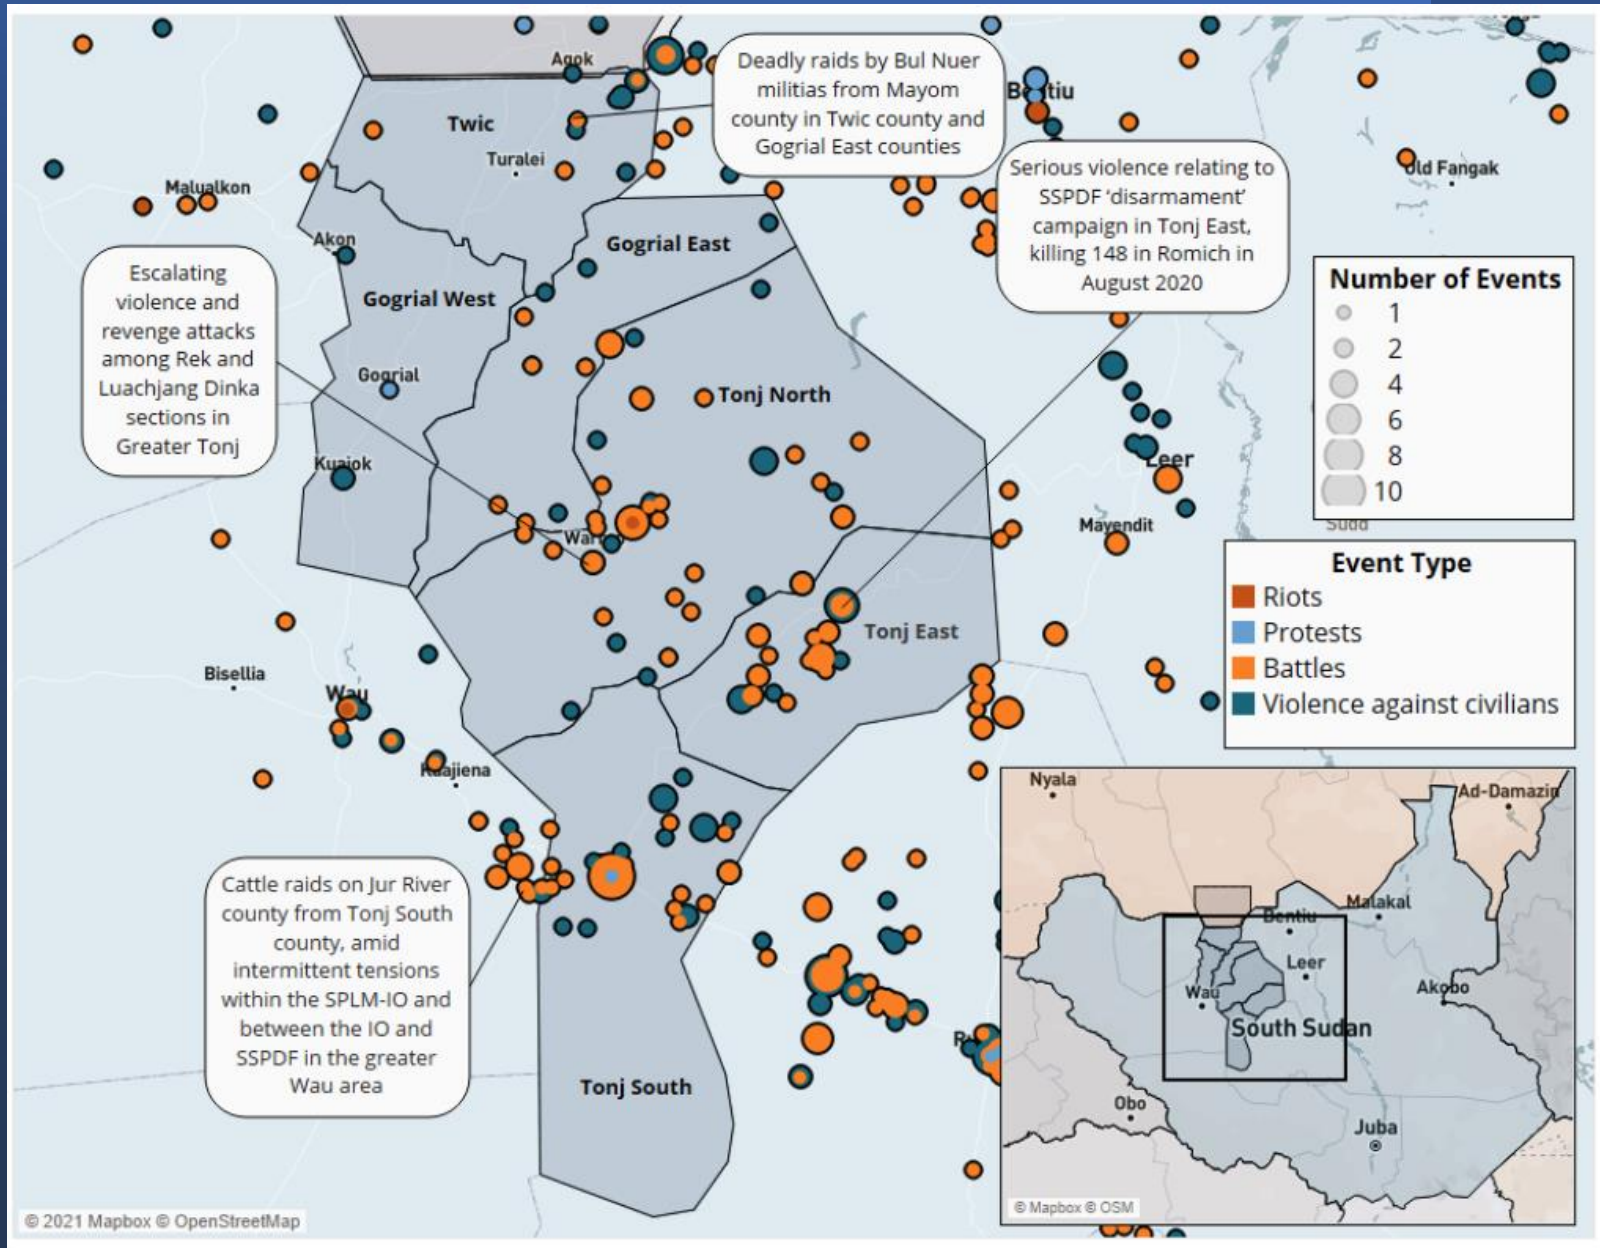 Agok
Twic
Turalei
Malualkon
Akon
Gogrial East
Gogrial West
Gogrial
Kuajok
Tonj North
Tonj East
Bisellia
Wau
Kuajiena
Tonj South
Old Fangak
Leer
Mayendit
Sudd
Deadly raids by Bul Nuer
militias from Mayom
county in Twic county and
Gogrial East counties
Serious violence relating to
SSPDF ‘disarmament’
campaign in Tonj East,
killing 148 in Romich in
August 2020
Escalating
violence and
revenge attacks
among Rek and
Luachjang Dinka
sections in
Greater Tonj
Cattle raids on Jur River
county from Tonj South
county, amid
intermittent tensions
within the SPLM-IO and
between the IO and
SSPDF in the greater
Wau area
Number of Events
1
2
4
6
8
10
Event Type
Riots
Protests
Battles
Violence against civilians
Nyala
Ad-Damazin
Malakal
Bentiu
Leer
Wau
Akobo
South Sudan
Obo
Juba
© Mapbox © OSM
© 2021 Mapbox © OpenStreetMap